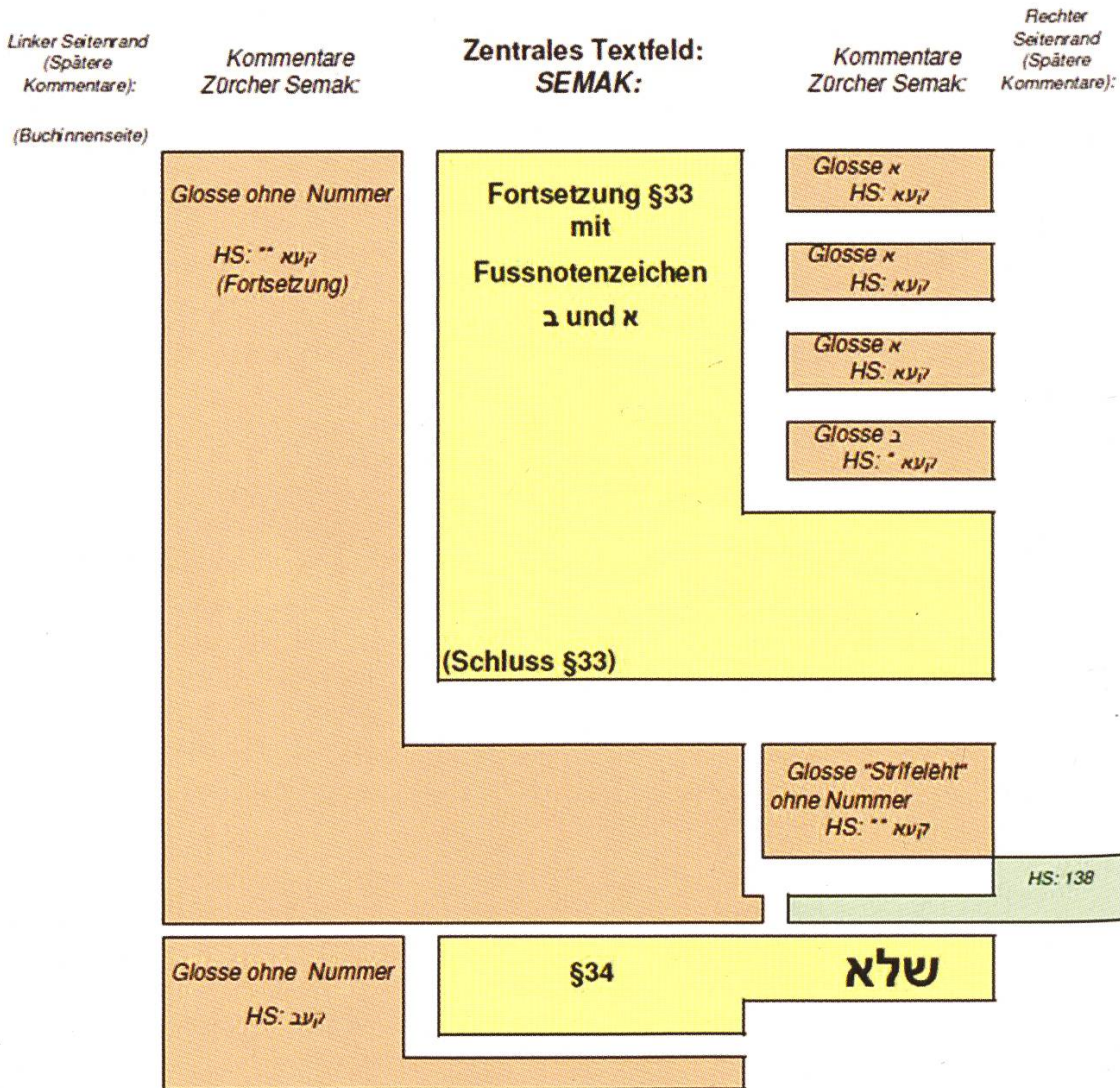 Linker Seitenrand
(Spätere
Kommentare):
(Buchinnenseite)
Kommentare
Zürcher Semak:
Zentrales Textfeld:
SEMAK:
Kommentare
Zürcher Semak:
Rechter
Seitenrand
(Spätere
Kommentare):
Glosse ohne Nummer
HS: ** קעא
(Fortsetzung)
Fortsetzung §33
mit
Fussnotenzeichen
א und ב
(Schluss §33)
Glosse א
HS: קעא
Glosse א
HS: קעא
Glosse א
HS: קעא
Glosse ב
HS: * קעא
Glosse "Strifelëht"
ohne Nummer
HS: ** קעא
HS: 138
Glosse ohne Nummer
HS: קעב
§34
שלא